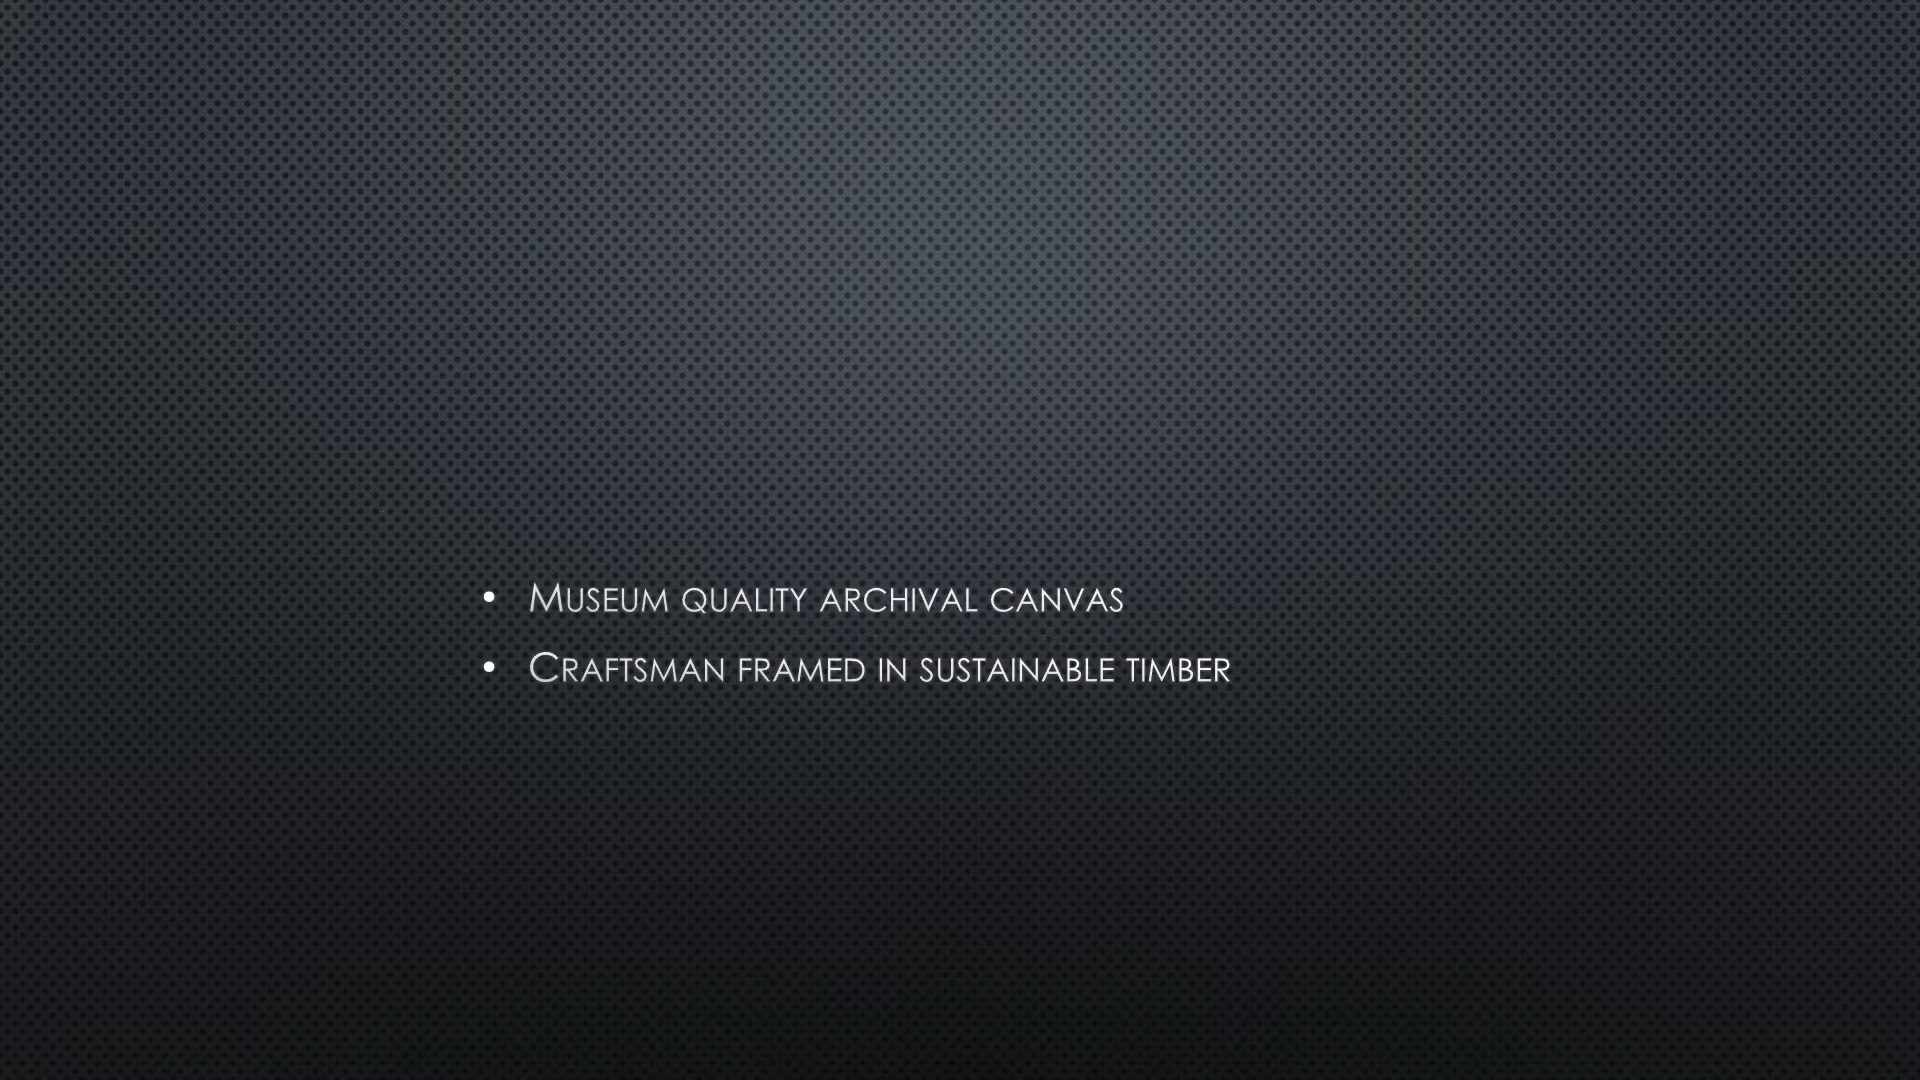 • Museum quality archival canvas
• Craftsman framed in sustainable timber